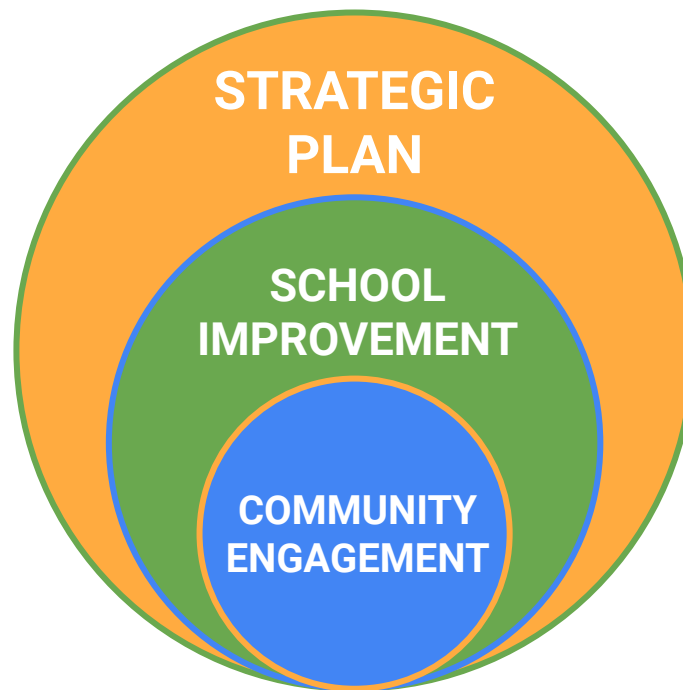 STRATEGIC
PLAN
SCHOOL
IMPROVEMENT
COMMUNITY
ENGAGEMENT